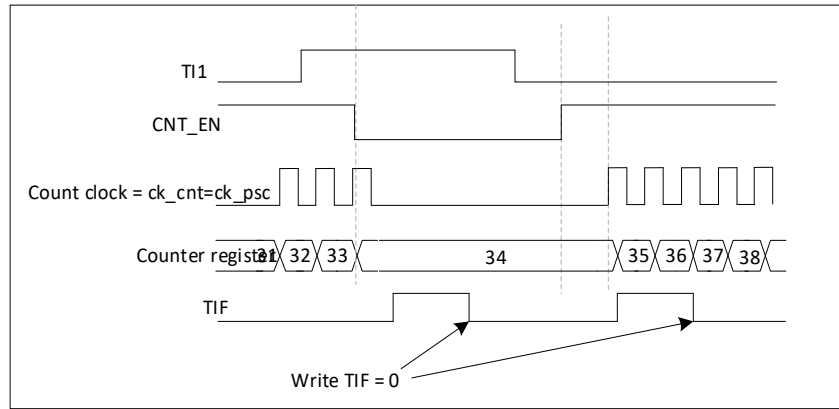 TI1
CNT_EN
Count clock = ck_cnt=ck_psc
Counter register 31 32 33 34 35 36 37 38
TIF
Write TIF = 0